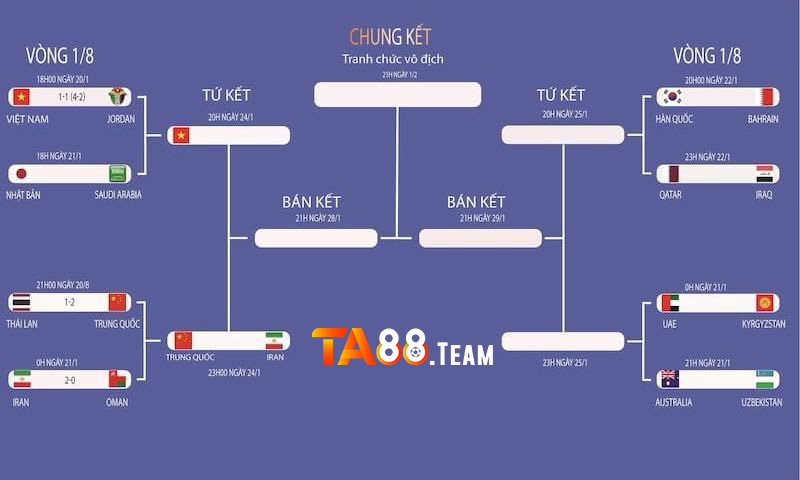 CHUNG KẾT
Tranh chức vô địch
21H NGÀY 1/2
VÒNG 1/8
18H00 NGÀY 20/1
1-1 (4-2)
VIỆT NAM
JORDAN
18H NGÀY 21/1
NHẬT BẢN
SAUDI ARABIA
21H00 NGÀY 20/8
1-2
THÁI LAN
TRUNG QUỐC
0H NGÀY 21/1
2-0
IRAN
OMAN
TỨ KẾT
20H NGÀY 24/1
TRUNG QUỐC
IRAN
23H00 NGÀY 24/1
BÁN KẾT
21H NGÀY 28/1
BÁN KẾT
21H NGÀY 29/1
TA88.TEAM
TỨ KẾT
20H NGÀY 25/1
23H NGÀY 25/1
VÒNG 1/8
20H00 NGÀY 22/1
HÀN QUỐC
BAHRAIN
23H NGÀY 22/1
QATAR
IRAQ
0H NGÀY 21/1
UAE
KYRGYZSTAN
21H NGÀY 21/1
AUSTRALIA
UZBEKISTAN